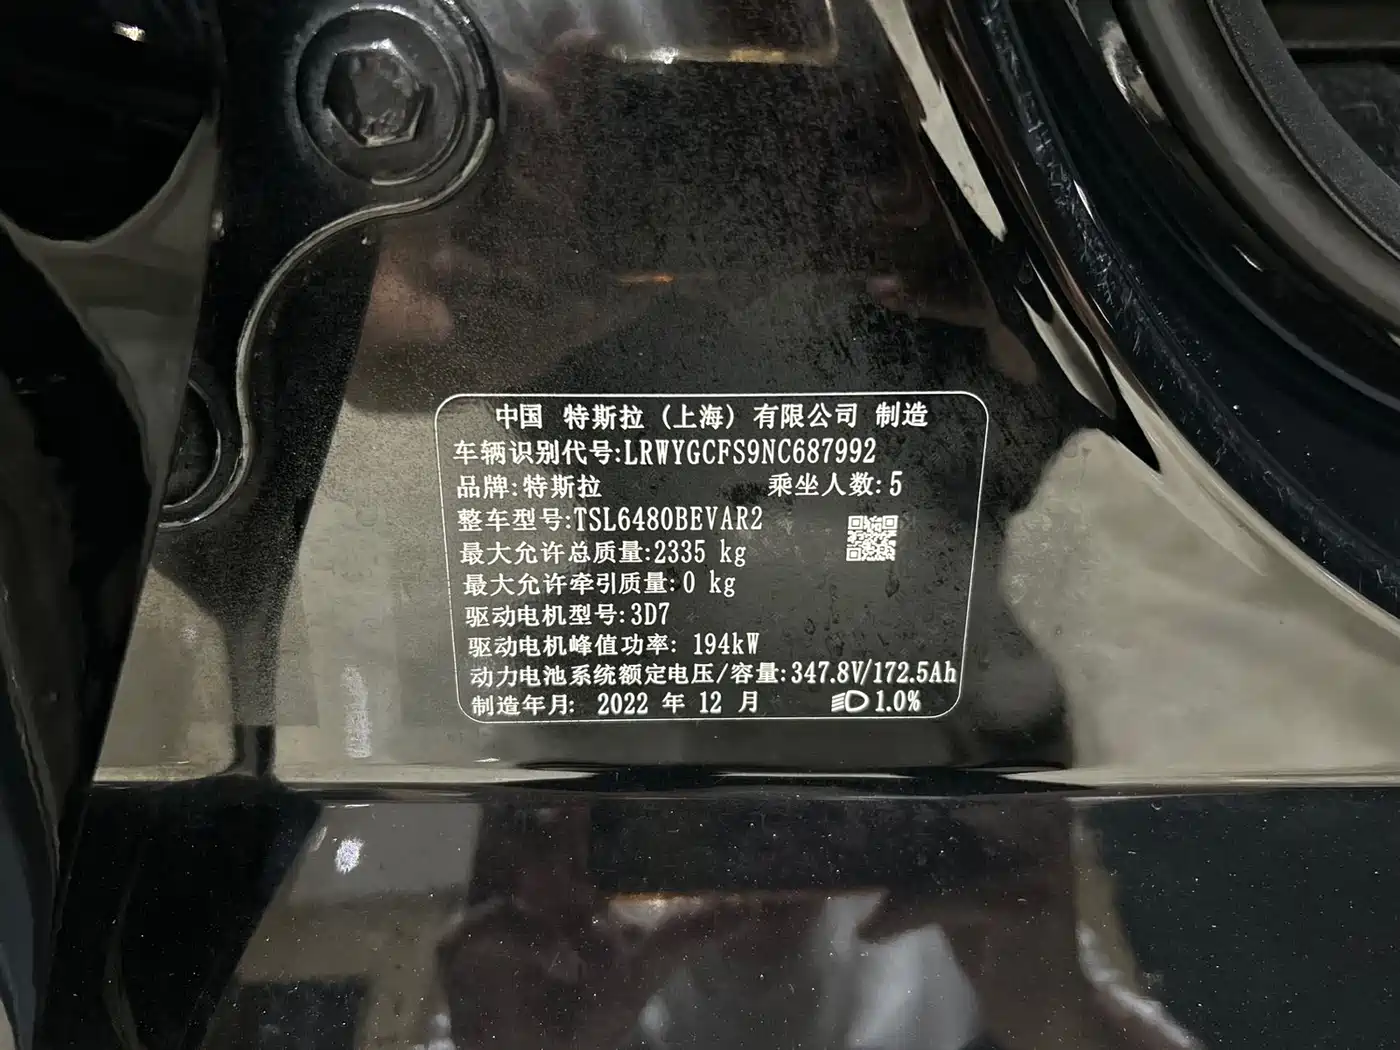 中国 特斯拉（上海）有限公司 制造
车辆识别代号:LRWYGCFS9NC687992
品牌:特斯拉 乘坐人数:5
整车型号:TSL6480BEVAR2
最大允许总质量:2335 kg
最大允许牵引质量:0 kg
驱动电机型号:3D7
驱动电机峰值功率: 194kW
动力电池系统额定电压/容量:347.8V/172.5Ah
制造年月: 2022 年 12 月 1.0%